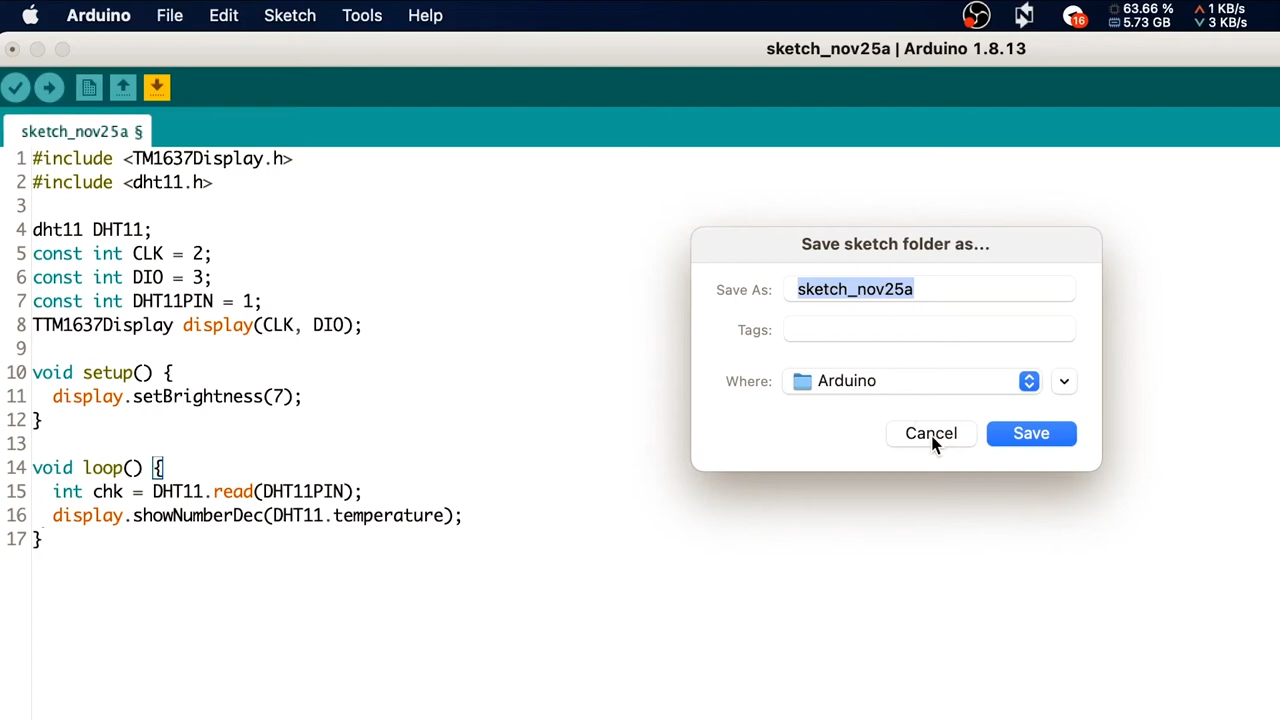 Arduino File Edit Sketch Tools Help
16
63.66 %
5.73 GB
1 KB/s
3 KB/s
sketch_nov25a | Arduino 1.8.13
sketch_nov25a §
1 #include <TM1637Display.h>
2 #include <dht11.h>
3
4 dht11 DHT11;
5 const int CLK = 2;
6 const int DIO = 3;
7 const int DHT11PIN = 1;
8 TTM1637Display display(CLK, DIO);
9
10 void setup() {
11 display.setBrightness(7);
12 }
13
14 void loop() {
15 int chk = DHT11.read(DHT11PIN);
16 display.showNumberDec(DHT11.temperature);
17 }
Save sketch folder as...
Save As: sketch_nov25a
Tags:
Where: Arduino
Cancel Save